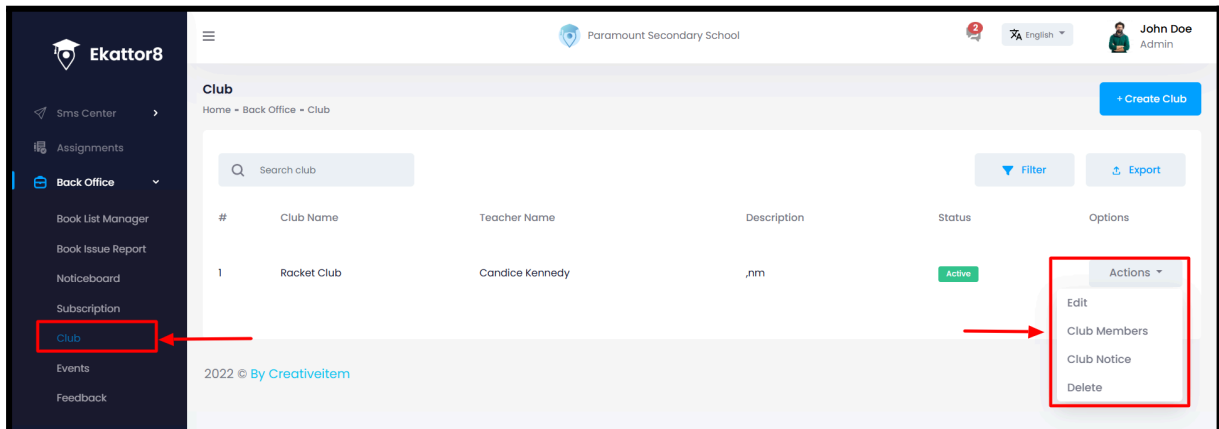 Ekattor8
Sms Center
Assignments
Back Office
Book List Manager
Book Issue Report
Noticeboard
Subscription
Club
Events
Feedback
Paramount Secondary School
2
English
John Doe
Admin
Club
Home - Back Office - Club
+ Create Club
Search club
Filter
Export
# Club Name Teacher Name Description Status Options
1 Racket Club Candice Kennedy ,nm Active Actions
Edit
Club Members
Club Notice
Delete
2022 © By Creativeitem